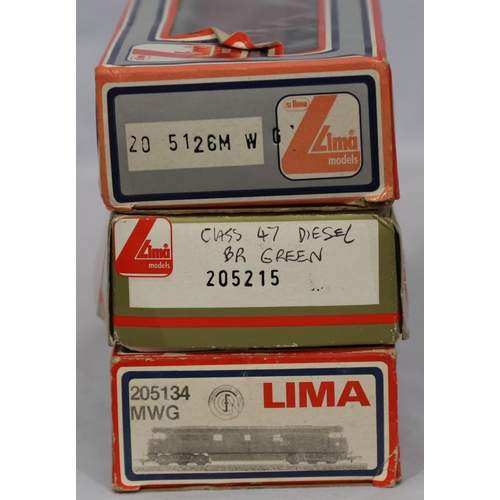 20 5126M W G
Lima
models
Lima
models
CLASS 47 DIESEL
BR GREEN
205215
205134
MWG
LIMA